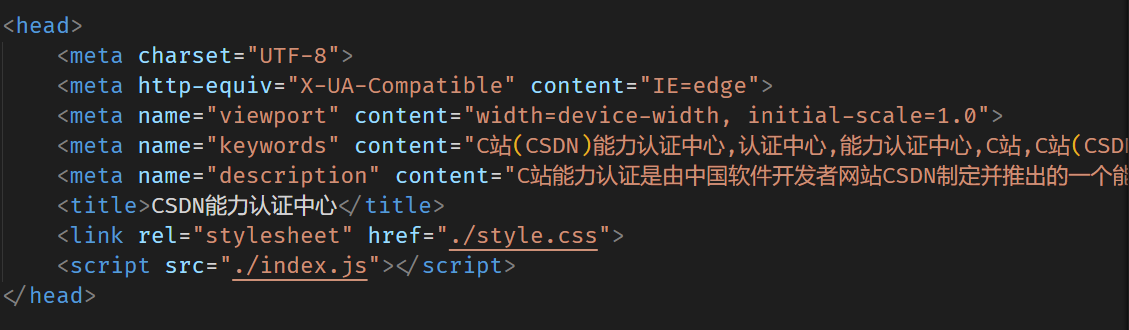 <head>
<meta charset="UTF-8">
<meta http-equiv="X-UA-Compatible" content="IE=edge">
<meta name="viewport" content="width=device-width, initial-scale=1.0">
<meta name="keywords" content="C站(CSDN)能力认证中心,认证中心,能力认证中心,C站,C站(CSD
<meta name="description" content="C站能力认证是由中国软件开发者网站CSDN制定并推出的一个能
<title>CSDN能力认证中心</title>
<link rel="stylesheet" href="./style.css">
<script src="./index.js"></script>
</head>